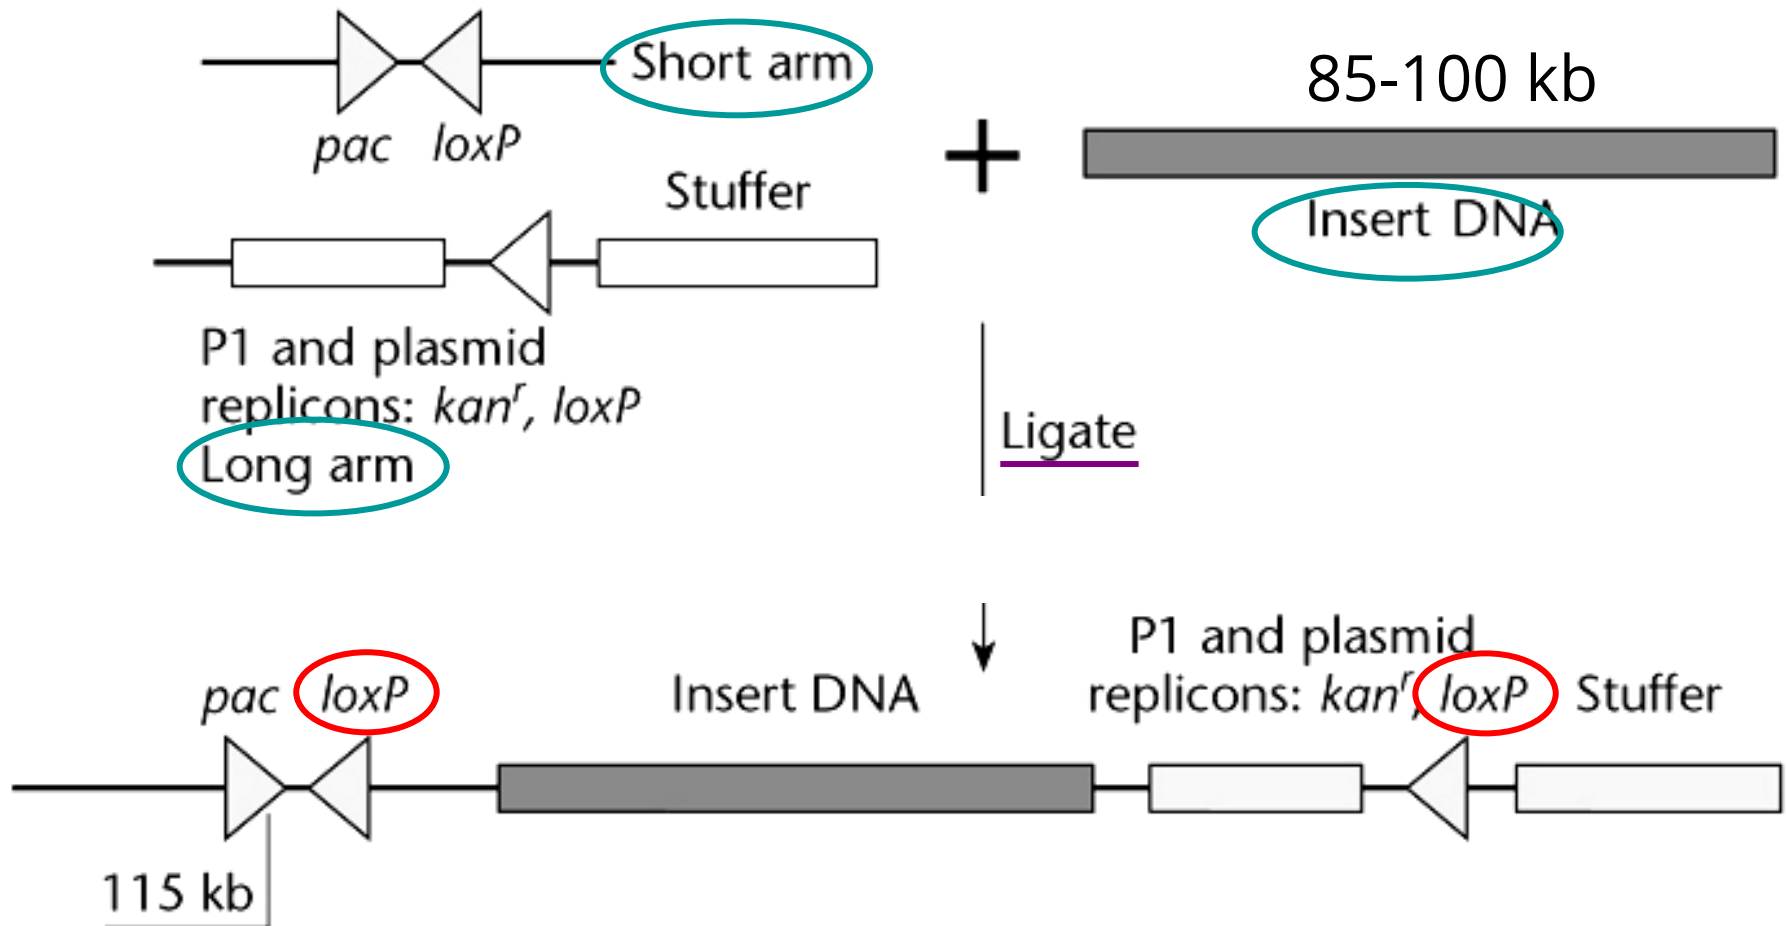 Short arm
pac loxP
85-100 kb
+
Insert DNA
Stuffer
P1 and plasmid
replicons: kanʳ, loxP
Long arm
Ligate
P1 and plasmid
pac loxP Insert DNA replicons: kanʳ, loxP Stuffer
115 kb